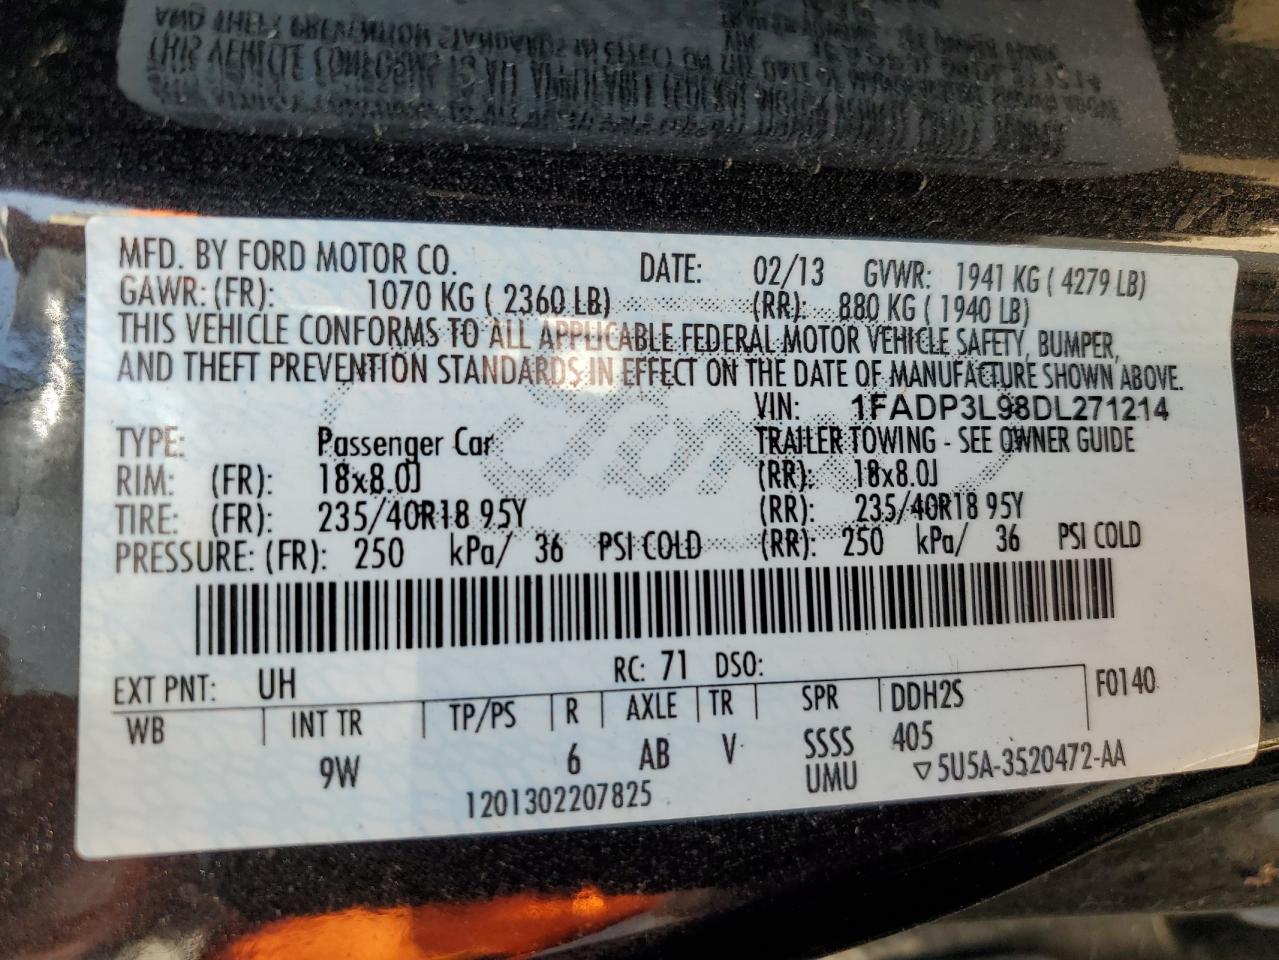 MFD. BY FORD MOTOR CO. DATE: 02/13 GVWR: 1941 KG ( 4279 LB)
GAWR: (FR): 1070 KG ( 2360 LB) (RR): 880 KG ( 1940 LB)
THIS VEHICLE CONFORMS TO ALL APPLICABLE FEDERAL MOTOR VEHICLE SAFETY, BUMPER,
AND THEFT PREVENTION STANDARDS IN EFFECT ON THE DATE OF MANUFACTURE SHOWN ABOVE.
VIN: 1FADP3L98DL271214
TYPE: Passenger Car TRAILER TOWING - SEE OWNER GUIDE
RIM: (FR): 18x8.0J (RR): 18x8.0J
TIRE: (FR): 235/40R18 95Y (RR): 235/40R18 95Y
PRESSURE: (FR): 250 kPa/ 36 PSI COLD (RR): 250 kPa/ 36 PSI COLD
EXT PNT: UH RC: 71 DSO:
WB INT TR TP/PS R AXLE TR SPR DDH2S F0140
9W 6 AB V SSSS 405
UMU ▽5U5A-3520472-AA
1201302207825